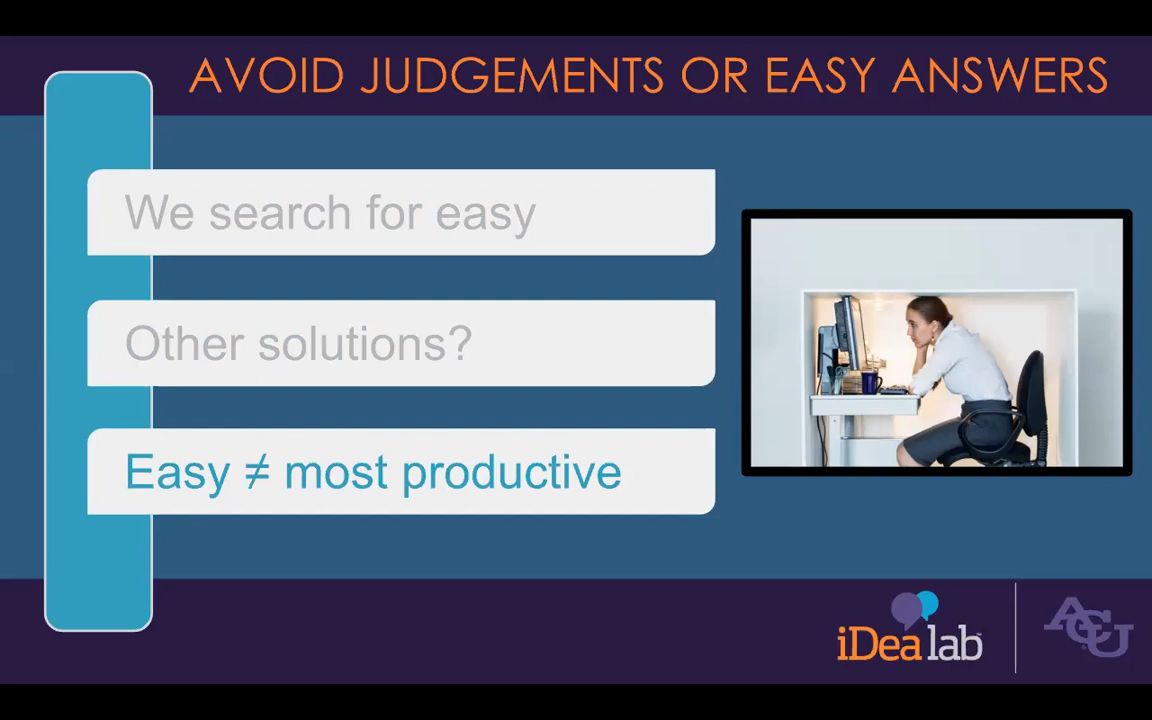 AVOID JUDGEMENTS OR EASY ANSWERS
We search for easy
Other solutions?
Easy ≠ most productive
iDea lab
ACU